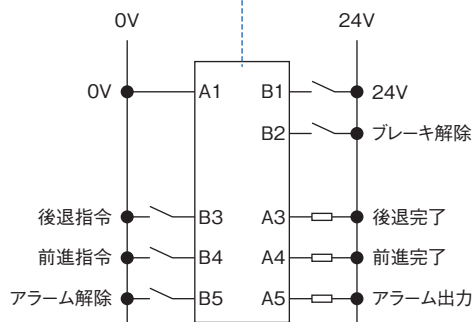 0V 24V
0V A1 B1 24V
B2 ブレーキ解除
後退指令 B3 A3 後退完了
前進指令 B4 A4 前進完了
アラーム解除 B5 A5 アラーム出力